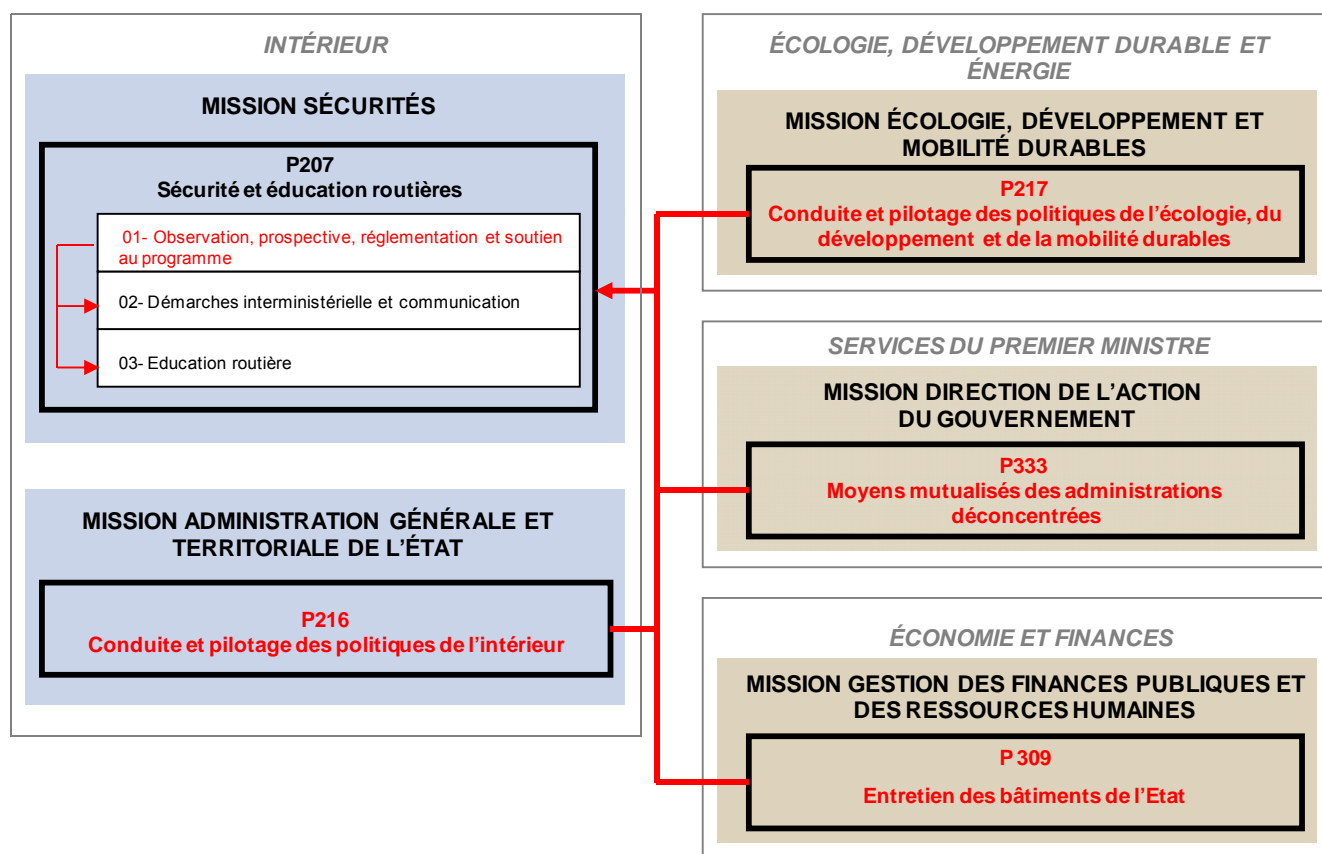 INTÉRIEUR
MISSION SÉCURITÉS
P207
Sécurité et éducation routières
01- Observation, prospective, réglementation et soutien
au programme
02- Démarches interministérielle et communication
03- Education routière
MISSION ADMINISTRATION GÉNÉRALE ET
TERRITORIALE DE L'ÉTAT
P216
Conduite et pilotage des politiques de l'intérieur
ÉCOLOGIE, DÉVELOPPEMENT DURABLE ET
ÉNERGIE
MISSION ÉCOLOGIE, DÉVELOPPEMENT ET
MOBILITÉ DURABLES
P217
Conduite et pilotage des politiques de l'écologie, du
développement et de la mobilité durables
SERVICES DU PREMIER MINISTRE
MISSION DIRECTION DE L'ACTION
DU GOUVERNEMENT
P333
Moyens mutualisés des administrations
déconcentrées
ÉCONOMIE ET FINANCES
MISSION GESTION DES FINANCES PUBLIQUES ET
DES RESSOURCES HUMAINES
P 309
Entretien des bâtiments de l'Etat